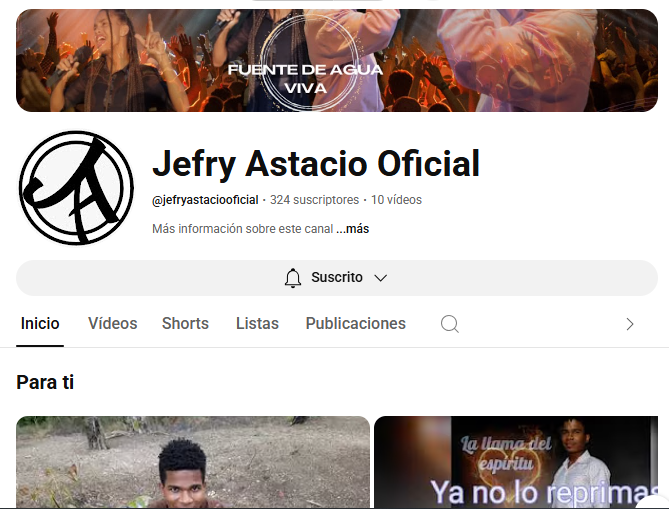 FUENTE DE AGUA
VIVA
JA
Jefry Astacio Oficial
@jefryastaciooficial · 324 suscriptores · 10 vídeos
Más información sobre este canal ...más
Suscrito
Inicio Vídeos Shorts Listas Publicaciones
Para ti
La llama del
espiritu
Ya no lo reprimas